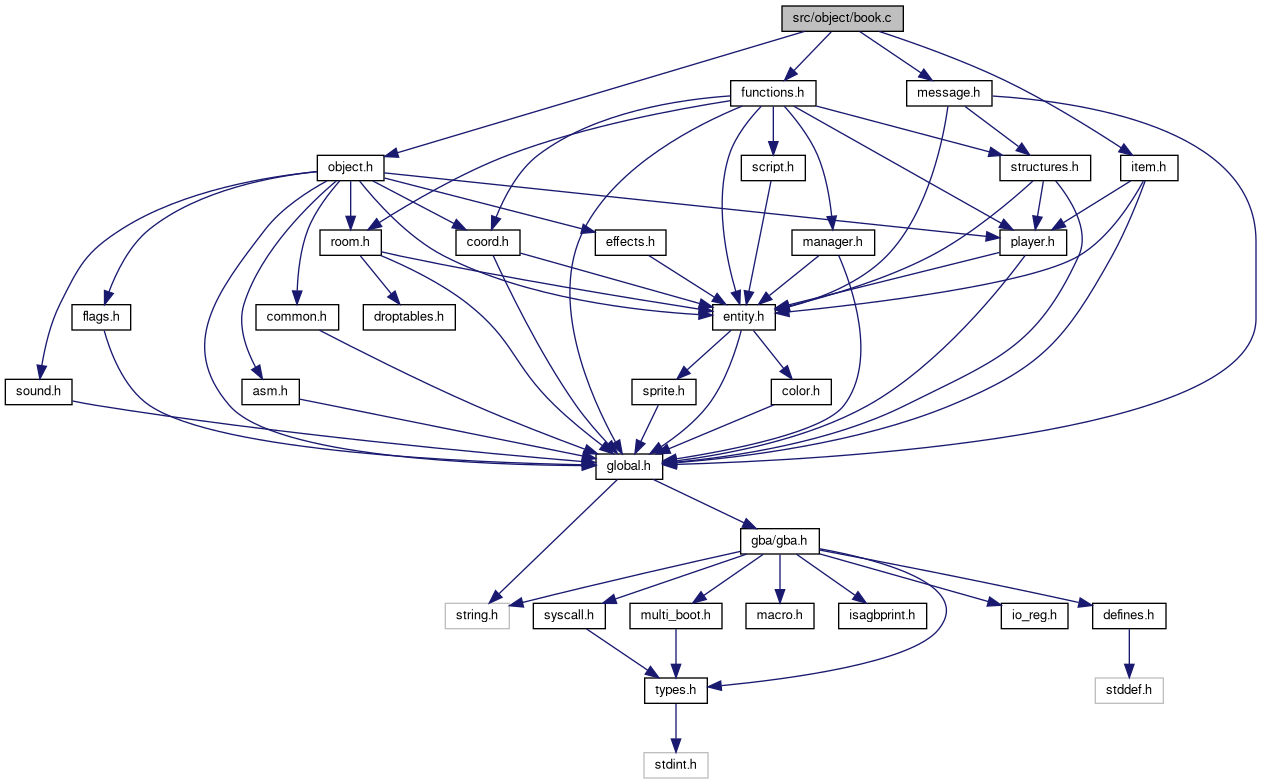 src/object/book.c
functions.h
message.h
object.h
script.h
structures.h
item.h
room.h
coord.h
effects.h
manager.h
player.h
flags.h
common.h
droptables.h
entity.h
sound.h
asm.h
sprite.h
color.h
global.h
gba/gba.h
string.h
syscall.h
multi_boot.h
macro.h
isagbprint.h
io_reg.h
defines.h
types.h
stddef.h
stdint.h